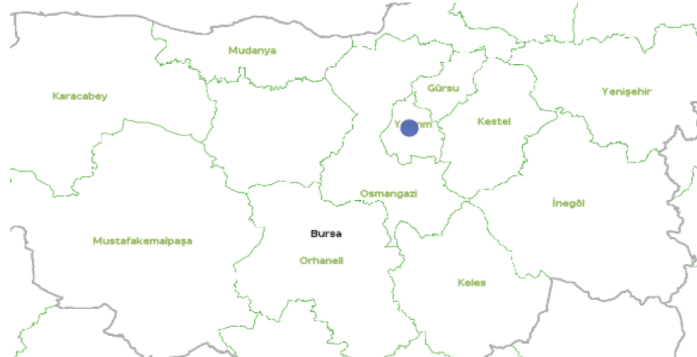 Mudanya
Gürsu
Karacabey
Yenişehir
Kestel
Osmangazi
İnegöl
Bursa
Mustafakemalpaşa
Orhaneli
Keles